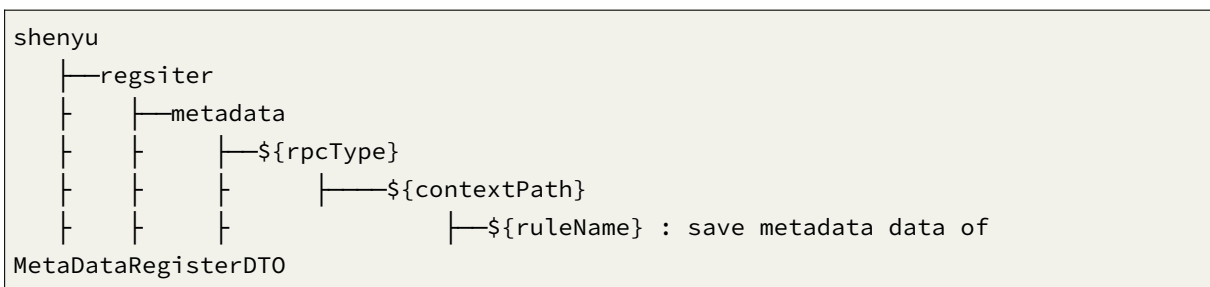 shenyu
   ├──regsiter
   ├    ├──metadata
   ├    ├     ├──${rpcType}
   ├    ├     ├     ├────${contextPath}
   ├    ├     ├               ├──${ruleName} : save metadata data of
MetaDataRegisterDTO